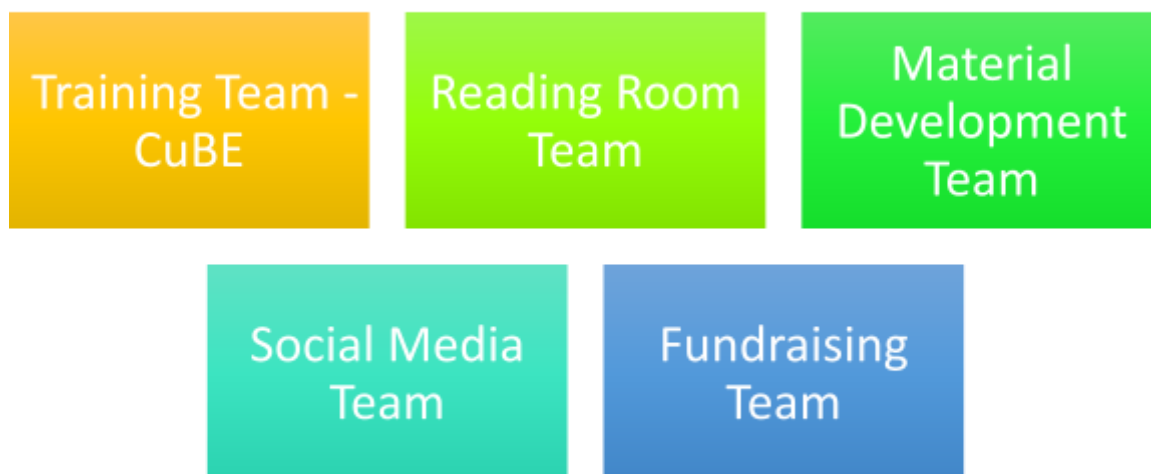 Training Team -
CuBE
Reading Room
Team
Material
Development
Team
Social Media
Team
Fundraising
Team